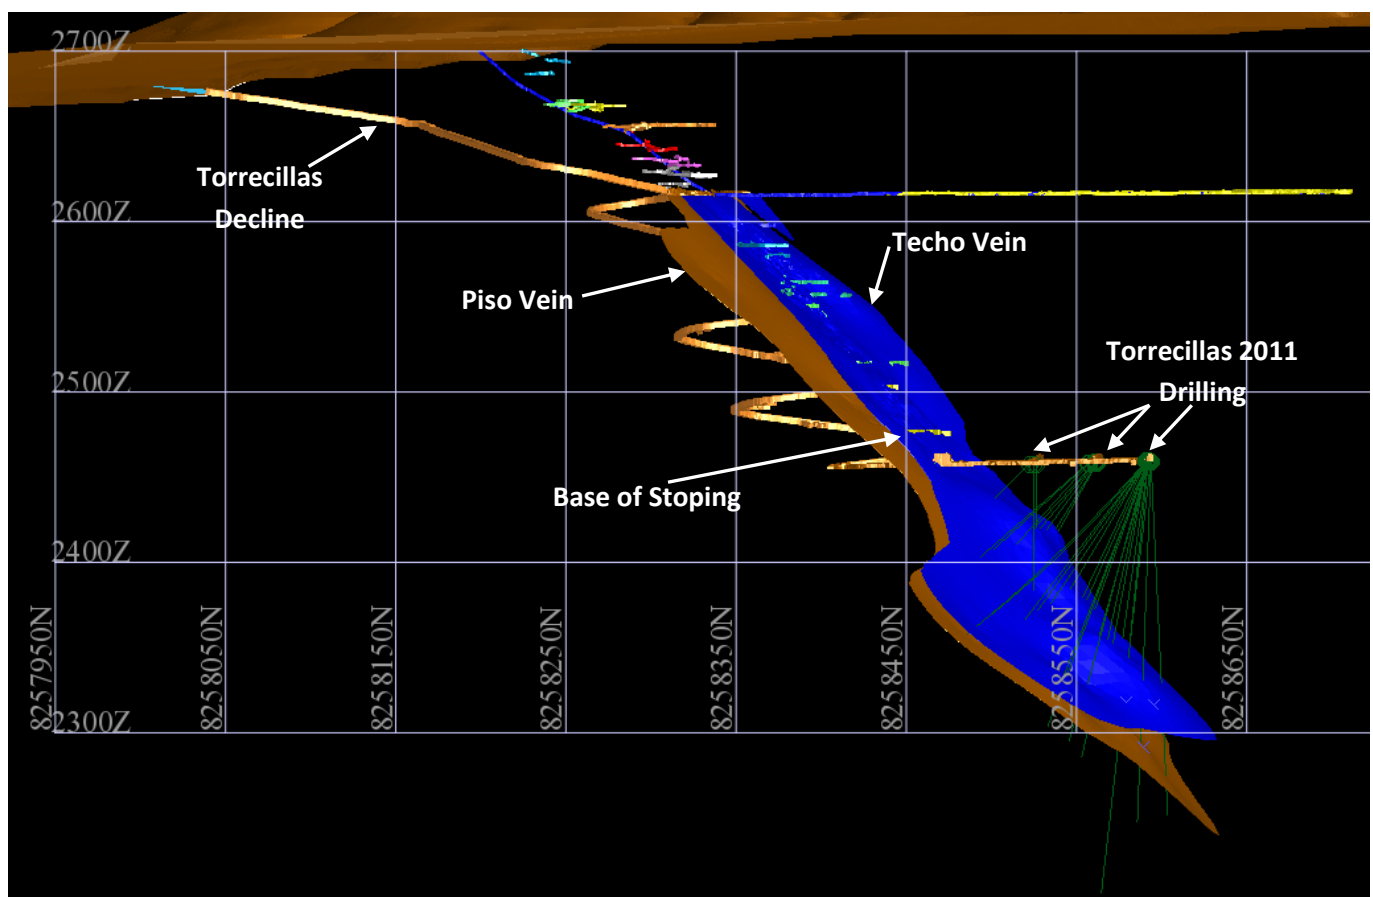 2700Z
Torrecillas
Decline
2600Z
Techo Vein
Piso Vein
Torrecillas 2011
Drilling
2500Z
Base of Stoping
2400Z
8257950N
8258050N
8258150N
8258250N
8258350N
8258450N
8258550N
8258650N
2300Z